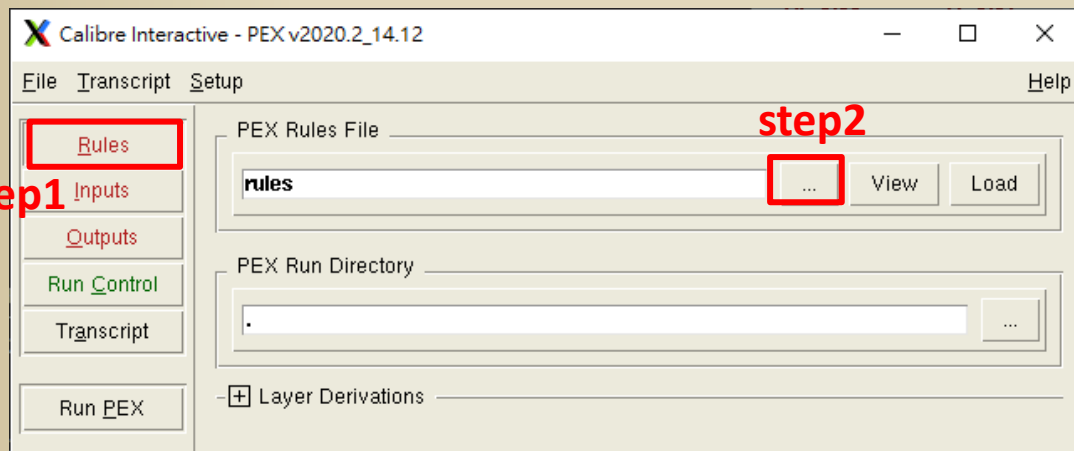 Calibre Interactive - PEX v2020.2_14.12
File Transcript Setup Help
PEX Rules File
step2
Rules
rules ... View Load
ep1
Inputs
Outputs
PEX Run Directory
Run Control
. ...
Transcript
+ Layer Derivations
Run PEX